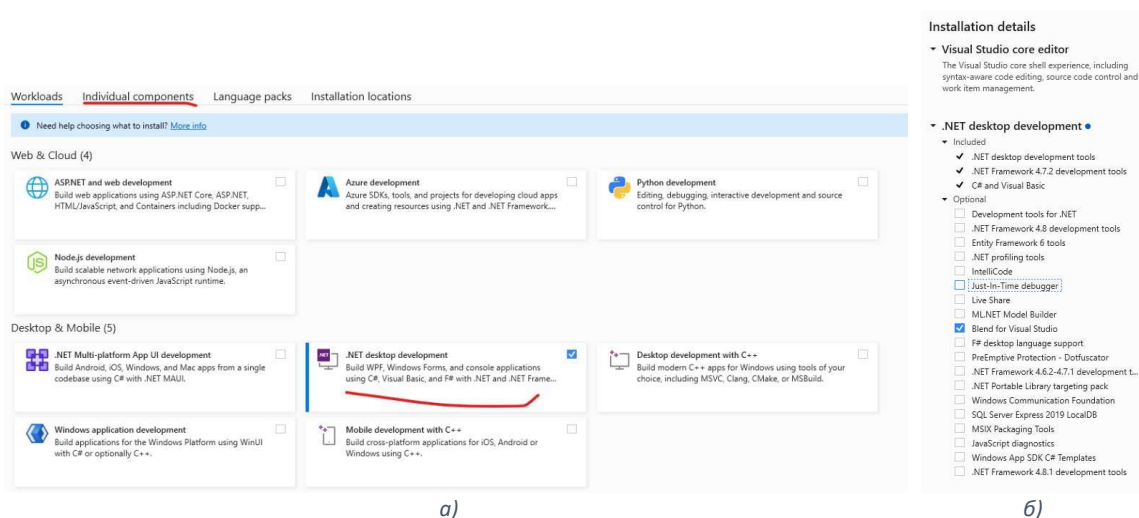 Workloads Individual components Language packs Installation locations
Need help choosing what to install? More info
Web & Cloud (4)
ASP.NET and web development
Build web applications using ASP.NET Core, ASP.NET,
HTML/JavaScript, and Containers including Docker supp...
Azure development
Azure SDKs, tools, and projects for developing cloud apps
and creating resources using .NET and .NET Framework....
Python development
Editing, debugging, interactive development and source
control for Python.
Node.js development
Build scalable network applications using Node.js, an
asynchronous event-driven JavaScript runtime.
Desktop & Mobile (5)
.NET Multi-platform App UI development
Build Android, iOS, Windows, and Mac apps from a single
codebase using C# with .NET MAUI.
.NET desktop development
Build WPF, Windows Forms, and console applications
using C#, Visual Basic, and F# with .NET and .NET Frame...
Desktop development with C++
Build modern C++ apps for Windows using tools of your
choice, including MSVC, Clang, CMake, or MSBuild.
Windows application development
Build applications for the Windows Platform using WinUI
with C# or optionally C++.
Mobile development with C++
Build cross-platform applications for iOS, Android or
Windows using C++.
а)
Installation details
Visual Studio core editor
The Visual Studio core shell experience, including
syntax-aware code editing, source code control and
work item management.
.NET desktop development
Included
.NET desktop development tools
.NET Framework 4.7.2 development tools
C# and Visual Basic
Optional
Development tools for .NET
.NET Framework 4.8 development tools
Entity Framework 6 tools
.NET profiling tools
IntelliCode
Just-In-Time debugger
Live Share
ML.NET Model Builder
Blend for Visual Studio
F# desktop language support
PreEmptive Protection - Dotfuscator
.NET Framework 4.6.2-4.7.1 development t...
.NET Portable Library targeting pack
Windows Communication Foundation
SQL Server Express 2019 LocalDB
MSIX Packaging Tools
JavaScript diagnostics
Windows App SDK C# Templates
.NET Framework 4.8.1 development tools
б)